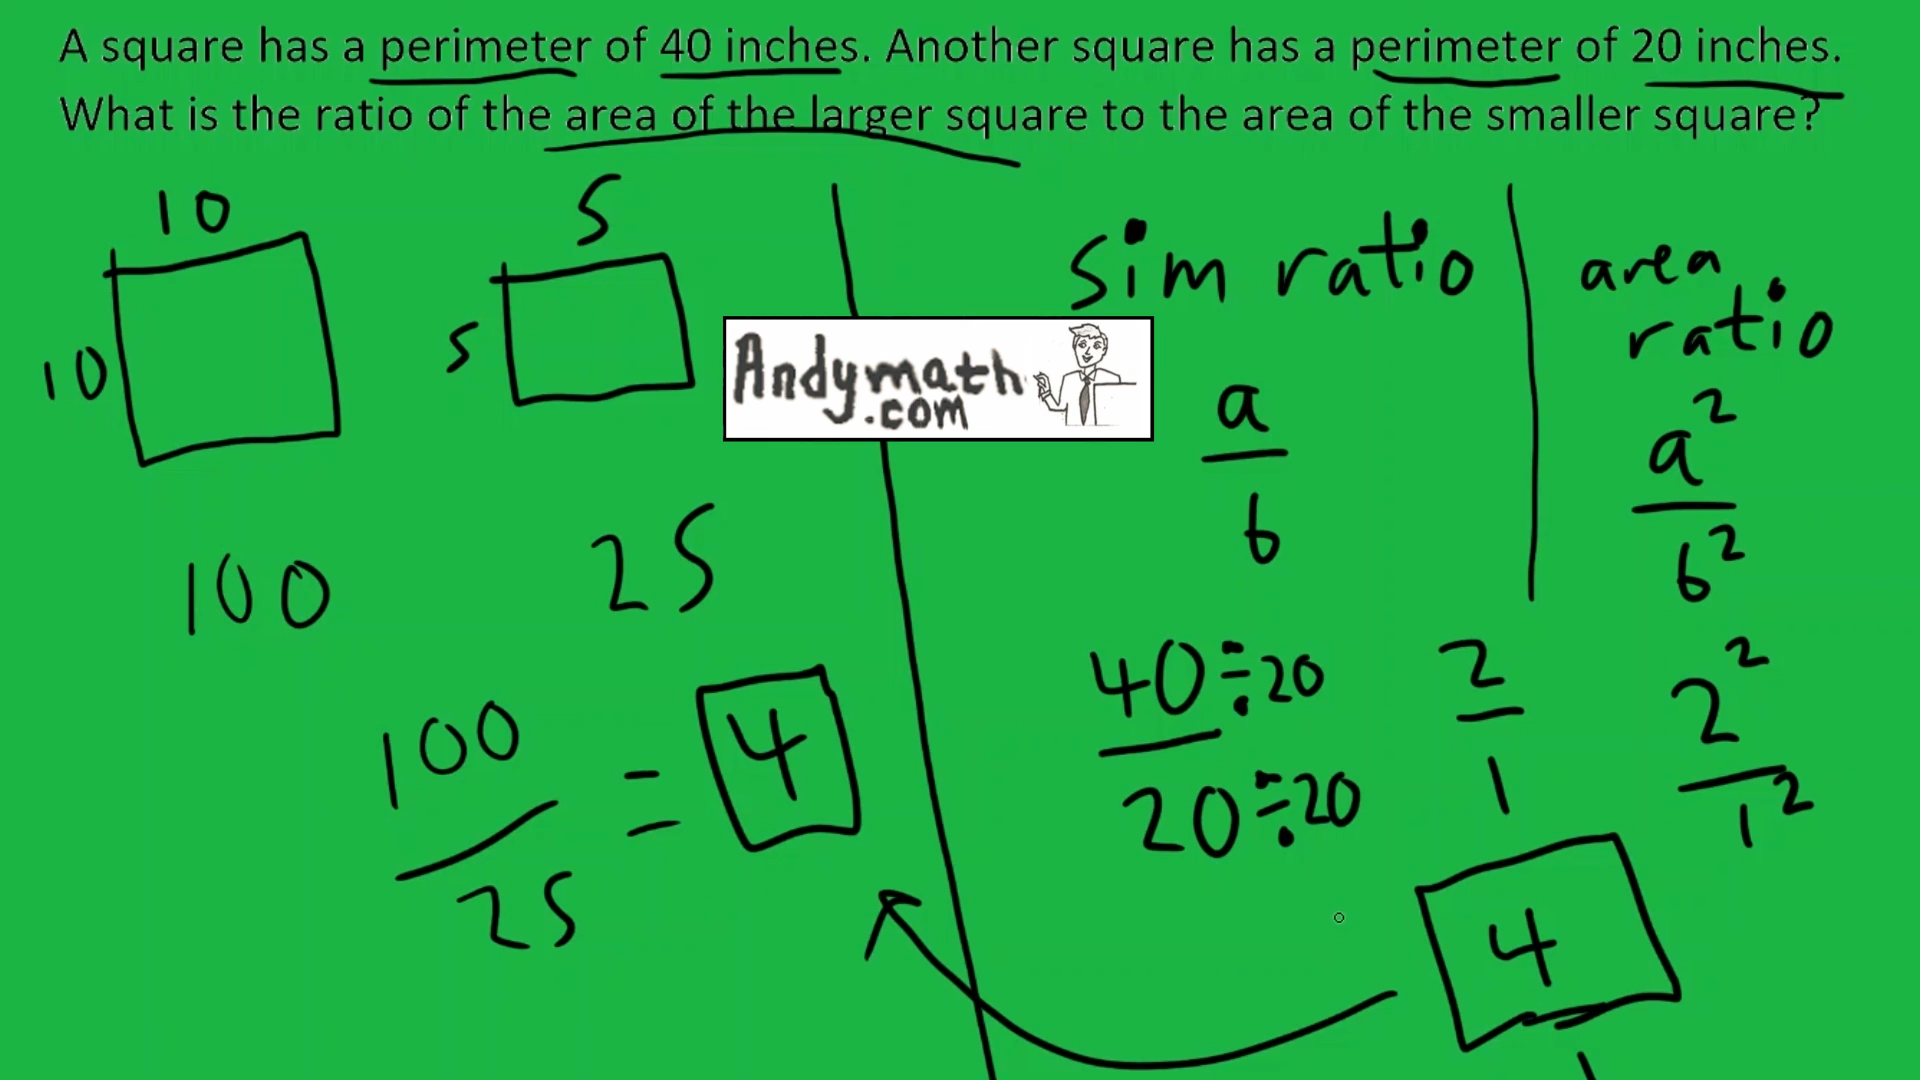 A square has a perimeter of 40 inches. Another square has a perimeter of 20 inches.
What is the ratio of the area of the larger square to the area of the smaller square?
10
10
5
5
100
25
100
25
=
4
Andymath
.com
sim ratio
a
b
area
ratio
a²
b²
40÷20
20÷20
2
1
2²
1²
4